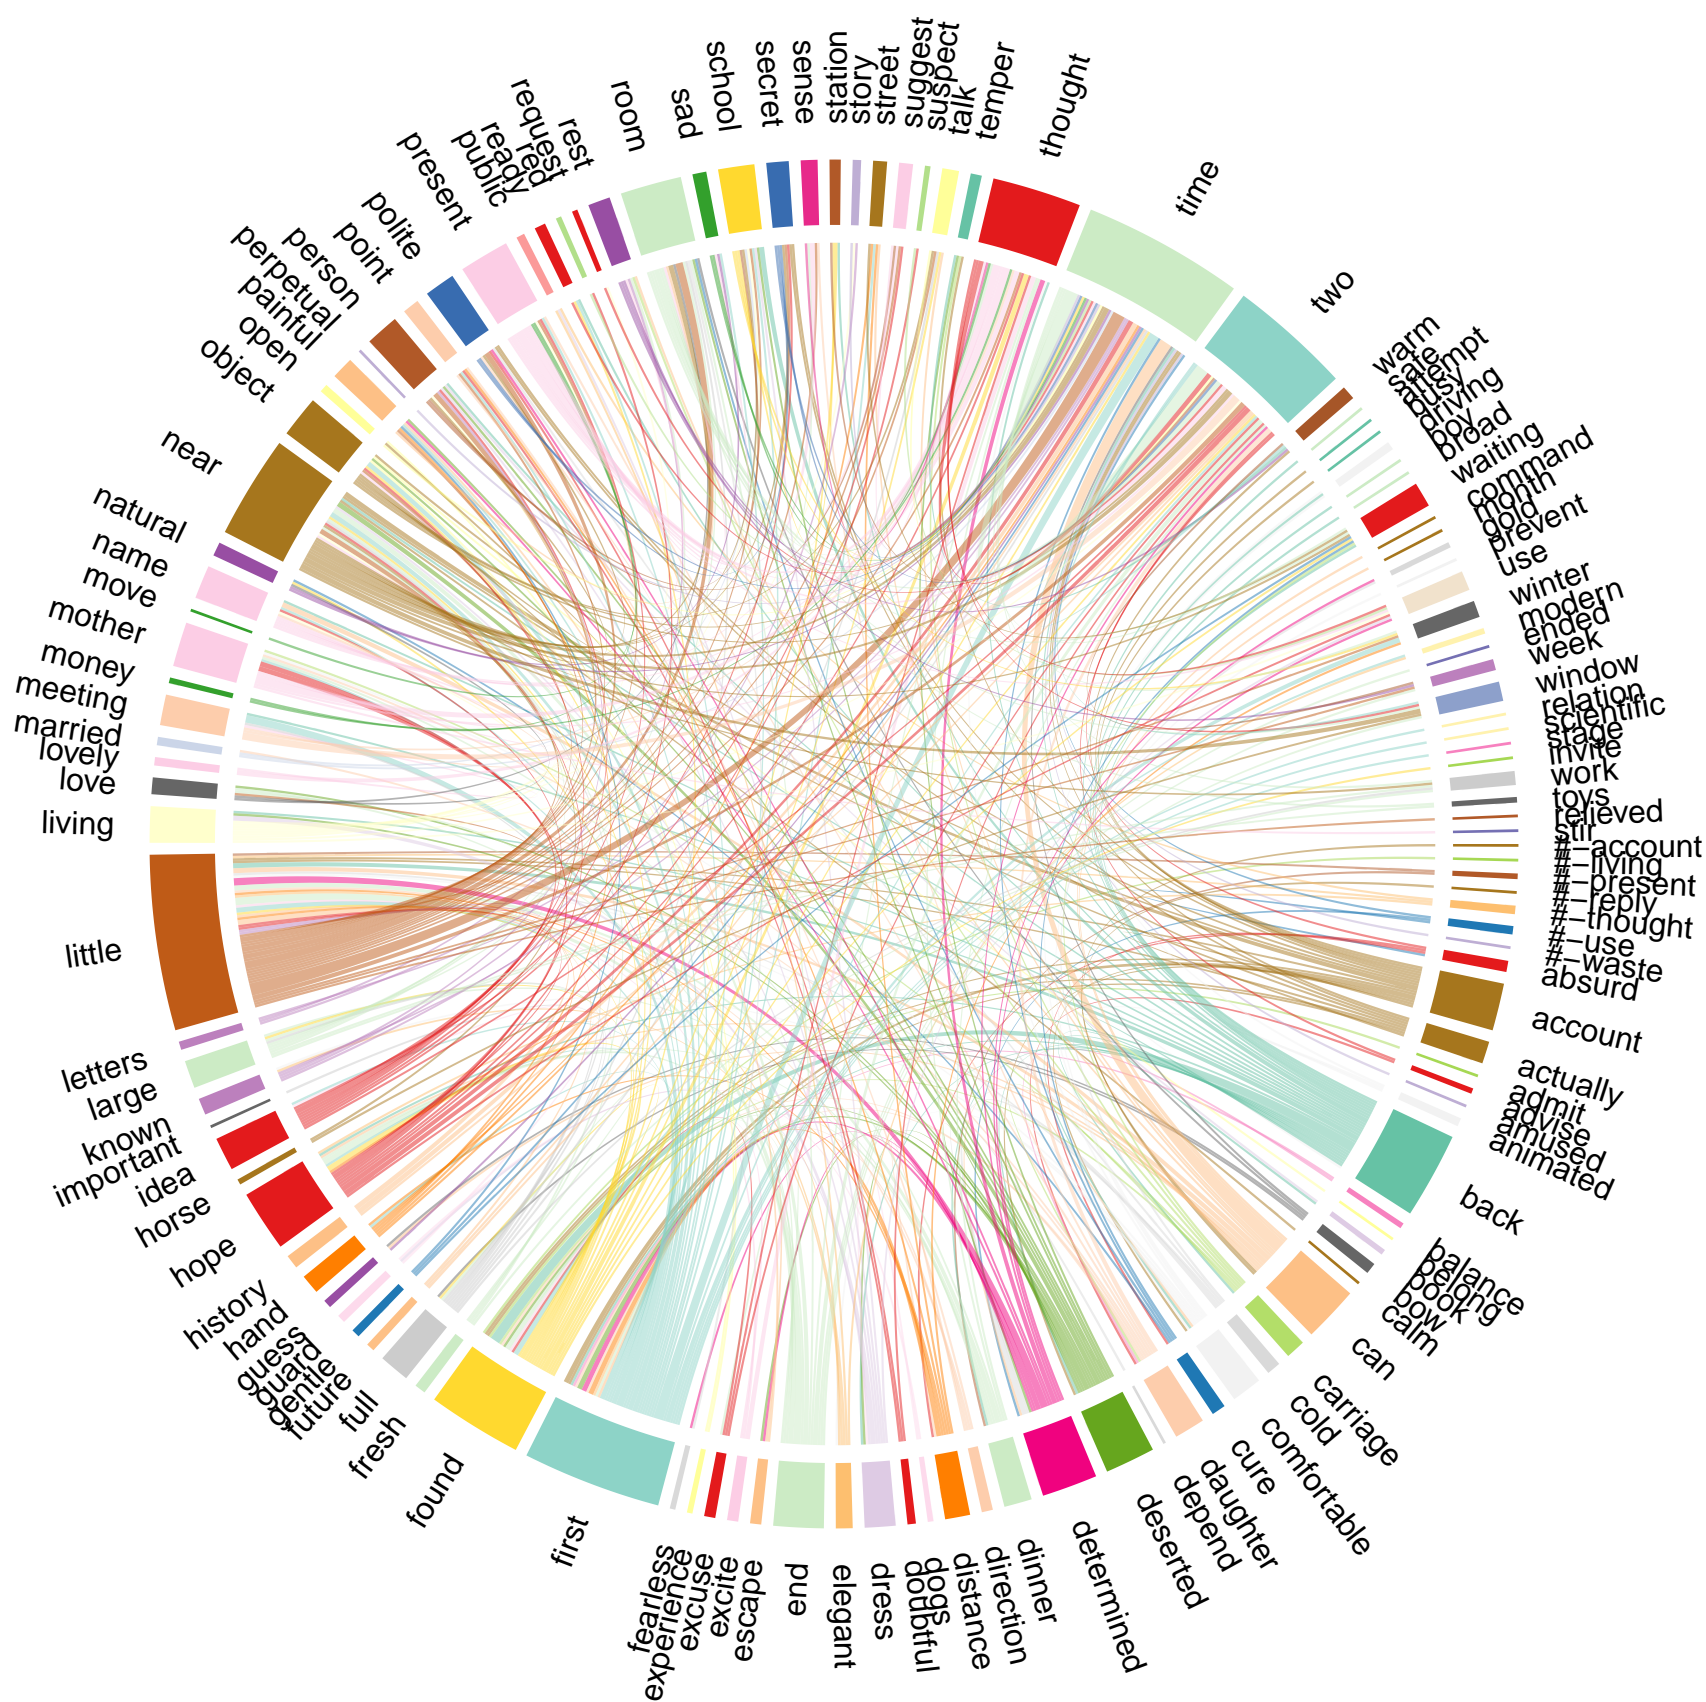 station
story
street
suggest
suspect
talk
temper
thought
time
two
warm
safe
attempt
busy
driving
boy
broad
waiting
command
month
gold
prevent
use
winter
modern
ended
week
window
relation
scientific
stage
invite
work
toys
relieved
stir
#–account
#–living
#–present
#–reply
#–thought
#–use
#–waste
absurd
account
actually
admit
advise
amused
animated
back
balance
belong
book
bow
calm
can
carriage
cold
comfortable
cure
daughter
depend
deserted
determined
dinner
direction
distance
dogs
doubtful
dress
elegant
end
escape
excite
excuse
experience
fearless
first
found
fresh
full
future
gentle
guard
guess
hand
history
hope
horse
idea
important
known
large
letters
little
living
love
lovely
married
meeting
money
mother
move
name
natural
near
object
open
painful
perpetual
person
point
polite
present
public
ready
red
request
rest
room
sad
school
secret
sense